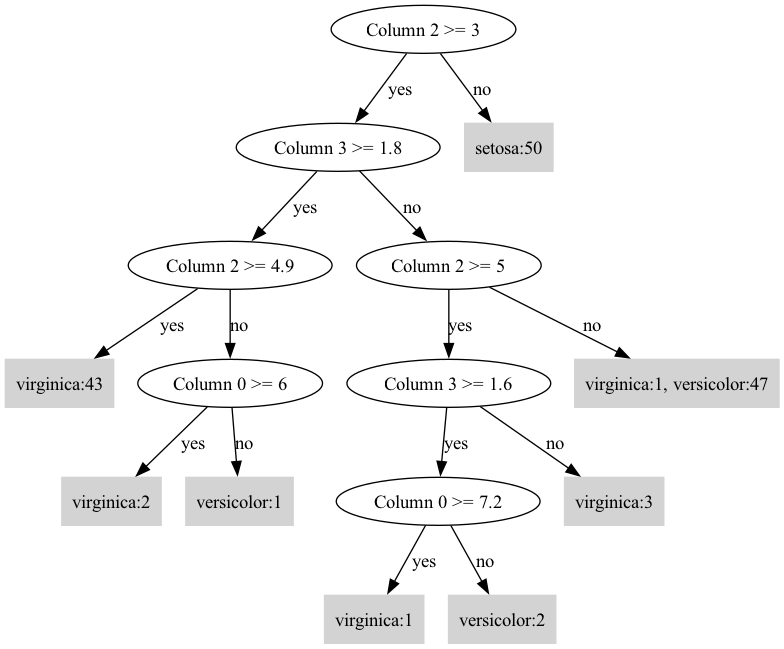 Column 2 >= 3
yes
no
Column 3 >= 1.8
setosa:50
yes
no
Column 2 >= 4.9
Column 2 >= 5
yes
no
yes
no
virginica:43
Column 0 >= 6
Column 3 >= 1.6
virginica:1, versicolor:47
yes
no
yes
no
virginica:2
versicolor:1
Column 0 >= 7.2
virginica:3
yes
no
virginica:1
versicolor:2